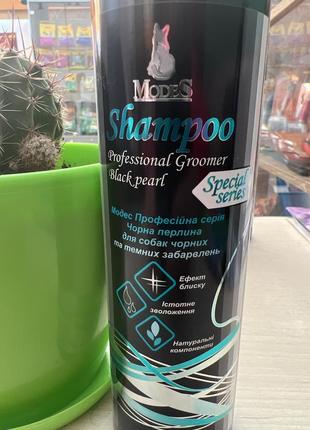 ModeS
Shampoo
Professional Groomer
Black pearl
Special
series
Модес Професійна серія
Чорна перлина
для собак чорних
та темних забарвлень
Ефект
блиску
Істотне
зволоження
Натуральні
компоненти